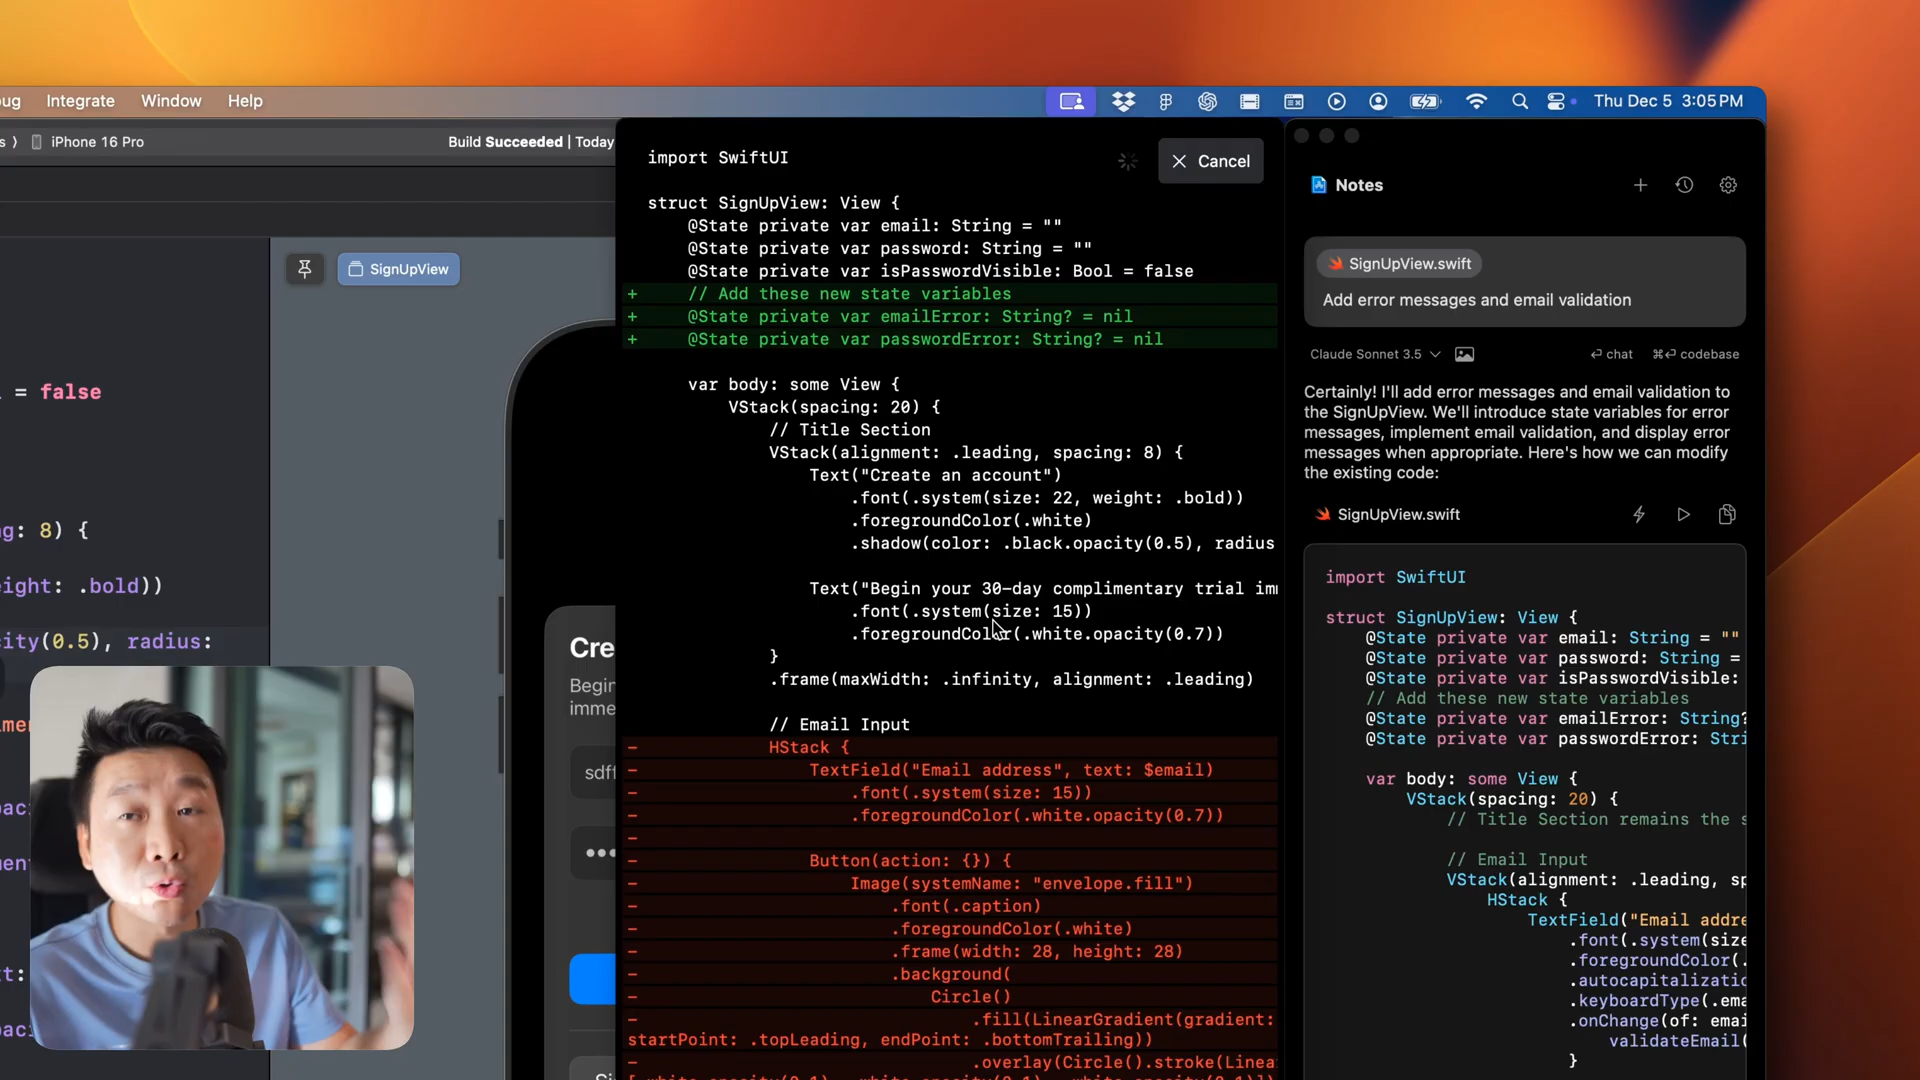 Integrate Window Help
Thu Dec 5 3:05 PM
iPhone 16 Pro
Build Succeeded | Today
SignUpView
= false
8) {
.bold))
(0.5), radius:
Begin
import SwiftUI
Cancel
struct SignUpView: View {
@State private var email: String = ""
@State private var password: String = ""
@State private var isPasswordVisible: Bool = false
+ // Add these new state variables
+ @State private var emailError: String? = nil
+ @State private var passwordError: String? = nil
var body: some View {
VStack(spacing: 20) {
// Title Section
VStack(alignment: .leading, spacing: 8) {
Text("Create an account")
.font(.system(size: 22, weight: .bold))
.foregroundColor(.white)
.shadow(color: .black.opacity(0.5), radius
Text("Begin your 30-day complimentary trial im
.font(.system(size: 15))
.foregroundColor(.white.opacity(0.7))
}
.frame(maxWidth: .infinity, alignment: .leading)
// Email Input
- HStack {
- TextField("Email address", text: $email)
- .font(.system(size: 15))
- .foregroundColor(.white.opacity(0.7))
-
- Button(action: {}) {
- Image(systemName: "envelope.fill")
- .font(.caption)
- .foregroundColor(.white)
- .frame(width: 28, height: 28)
- .background(
- Circle()
- .fill(LinearGradient(gradient:
startPoint: .topLeading, endPoint: .bottomTrailing))
- .overlay(Circle().stroke(Linea
Notes
SignUpView.swift
Add error messages and email validation
Claude Sonnet 3.5
chat
codebase
Certainly! I'll add error messages and email validation to
the SignUpView. We'll introduce state variables for error
messages, implement email validation, and display error
messages when appropriate. Here's how we can modify
the existing code:
SignUpView.swift
import SwiftUI
struct SignUpView: View {
@State private var email: String = ""
@State private var password: String =
@State private var isPasswordVisible:
// Add these new state variables
@State private var emailError: String?
@State private var passwordError: Stri
var body: some View {
VStack(spacing: 20) {
// Title Section remains the s
// Email Input
VStack(alignment: .leading, sp
HStack {
TextField("Email addre
.font(.system(size
.foregroundColor(.
.autocapitalizatio
.keyboardType(.ema
.onChange(of: emai
validateEmail(
}